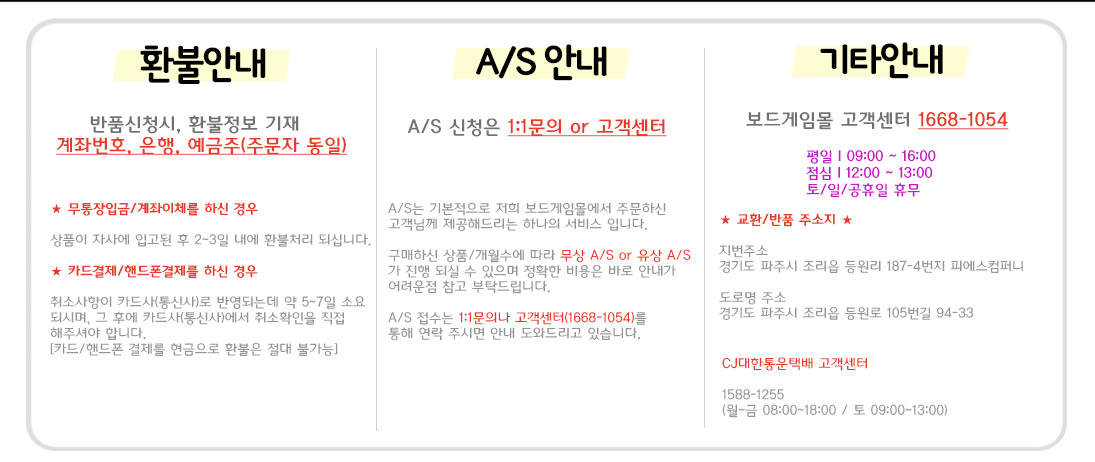 환불안내
반품신청시, 환불정보 기재
계좌번호, 은행, 예금주(주문자 동일)
★ 무통장입금/계좌이체를 하신 경우
상품이 자사에 입고된 후 2~3일 내에 환불처리 되십니다.
★ 카드결제/핸드폰결제를 하신 경우
취소사항이 카드사(통신사)로 반영되는데 약 5-7일 소요
되시며, 그 후에 카드사(통신사)에서 취소확인을 직접
해주셔야 합니다.
[카드/핸드폰 결제를 현금으로 환불은 절대 불가능]
A/S 안내
A/S 신청은 1:1문의 or 고객센터
A/S는 기본적으로 저희 보드게임몰에서 주문하신
고객님께 제공해드리는 하나의 서비스 입니다.
구매하신 상품/개월수에 따라 무상 A/S or 유상 A/S
가 진행 되실 수 있으며 정확한 비용은 바로 안내가
어려운점 참고 부탁드립니다.
A/S 접수는 1:1문의나 고객센터(1668-1054)를
통해 연락 주시면 안내 도와드리고 있습니다.
기타안내
보드게임몰 고객센터 1668-1054
평일 | 09:00 ~ 16:00
점심 | 12:00 ~ 13:00
토/일/공휴일 휴무
★ 교환/반품 주소지 ★
지번주소
경기도 파주시 조리읍 등원리 187-4번지 피에스컴퍼니
도로명 주소
경기도 파주시 조리읍 등원로 105번길 94-33
CJ대한통운택배 고객센터
1588-1255
(월~금 08:00~18:00 / 토 09:00~13:00)